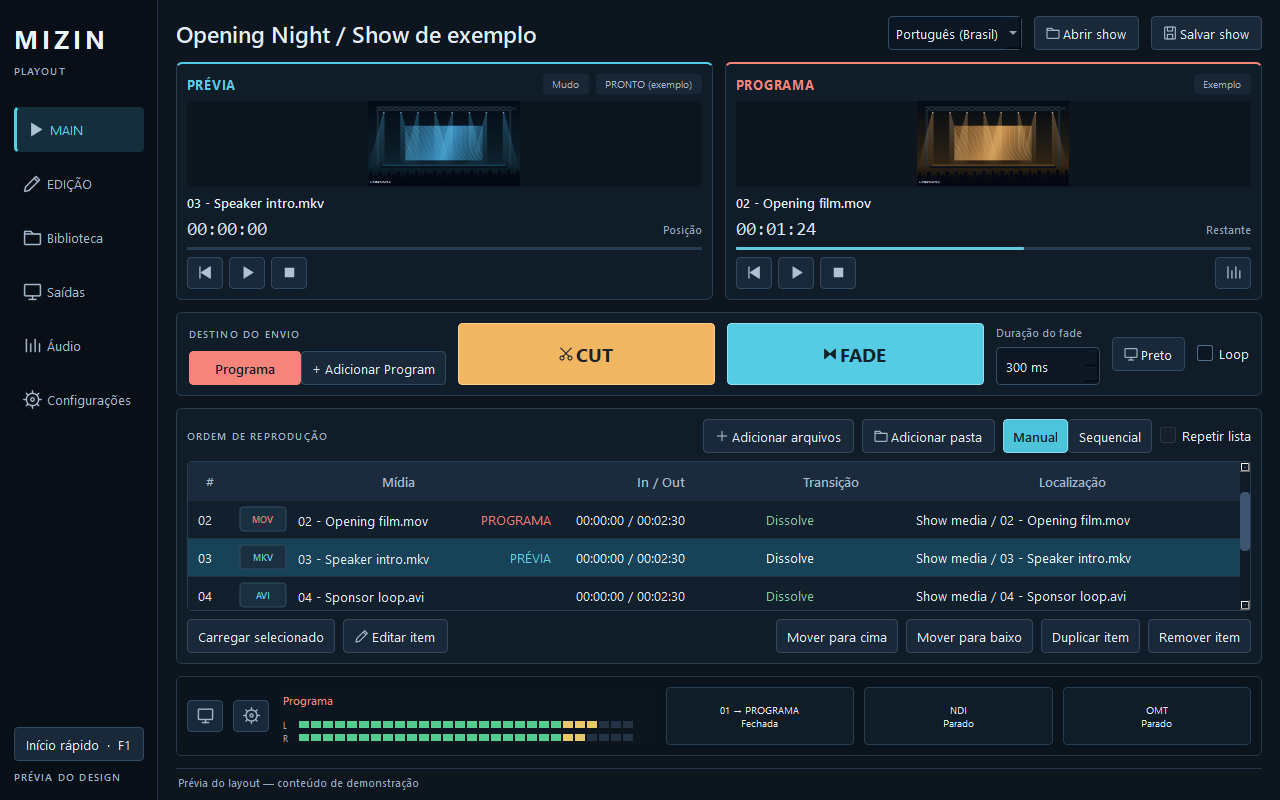 MIZIN
PLAYOUT
MAIN
EDIÇÃO
Biblioteca
Saídas
Áudio
Configurações
Início rápido · F1
PRÉVIA DO DESIGN
Opening Night / Show de exemplo
Português (Brasil)
Abrir show
Salvar show
PRÉVIA
Mudo
PRONTO (exemplo)
03 - Speaker intro.mkv
00:00:00
Posição
PROGRAMA
Exemplo
02 - Opening film.mov
00:01:24
Restante
DESTINO DO ENVIO
Programa
+ Adicionar Program
CUT
FADE
Duração do fade
300 ms
Preto
Loop
ORDEM DE REPRODUÇÃO
Adicionar arquivos
Adicionar pasta
Manual
Sequencial
Repetir lista
# Mídia In / Out Transição Localização
02 MOV 02 - Opening film.mov PROGRAMA 00:00:00 / 00:02:30 Dissolve Show media / 02 - Opening film.mov
03 MKV 03 - Speaker intro.mkv PRÉVIA 00:00:00 / 00:02:30 Dissolve Show media / 03 - Speaker intro.mkv
04 AVI 04 - Sponsor loop.avi 00:00:00 / 00:02:30 Dissolve Show media / 04 - Sponsor loop.avi
Carregar selecionado
Editar item
Mover para cima
Mover para baixo
Duplicar item
Remover item
Programa
L
R
01 → PROGRAMA
Fechada
NDI
Parado
OMT
Parado
Prévia do layout — conteúdo de demonstração